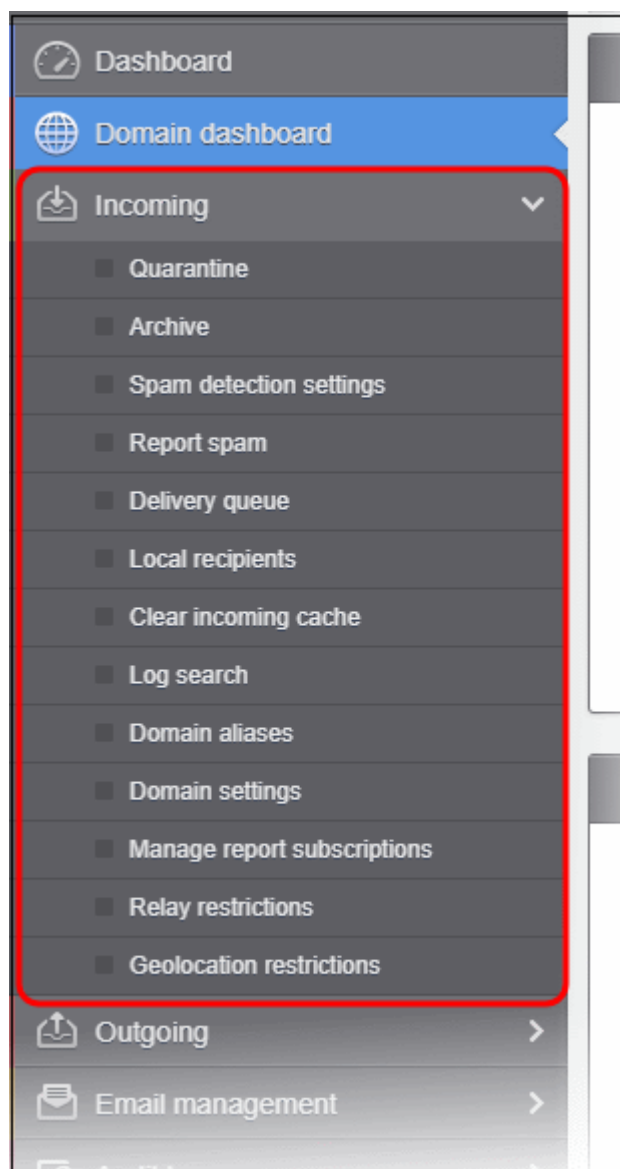 Dashboard
Domain dashboard
Incoming
Quarantine
Archive
Spam detection settings
Report spam
Delivery queue
Local recipients
Clear incoming cache
Log search
Domain aliases
Domain settings
Manage report subscriptions
Relay restrictions
Geolocation restrictions
Outgoing
Email management